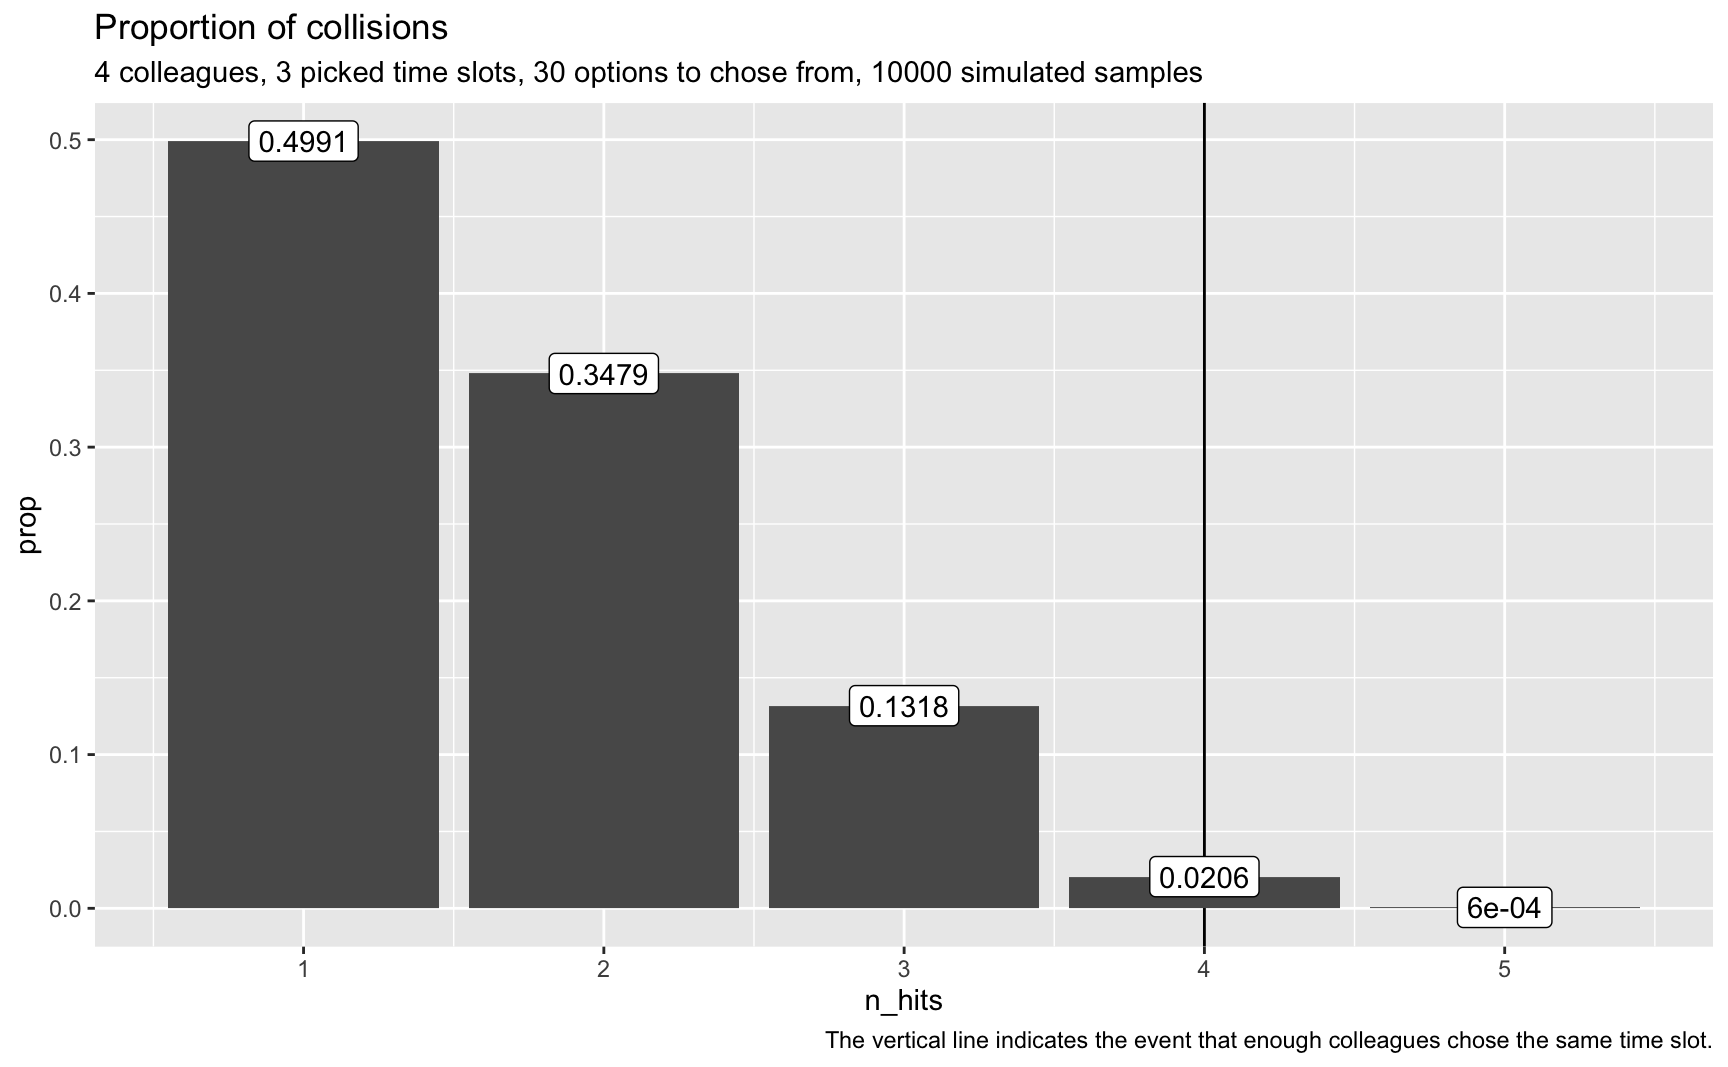 Proportion of collisions
4 colleagues, 3 picked time slots, 30 options to chose from, 10000 simulated samples
0.5
0.4
0.3
0.2
0.1
0.0
prop
0.4991
0.3479
0.1318
0.0206
6e-04
1
2
3
4
5
n_hits
The vertical line indicates the event that enough colleagues chose the same time slot.